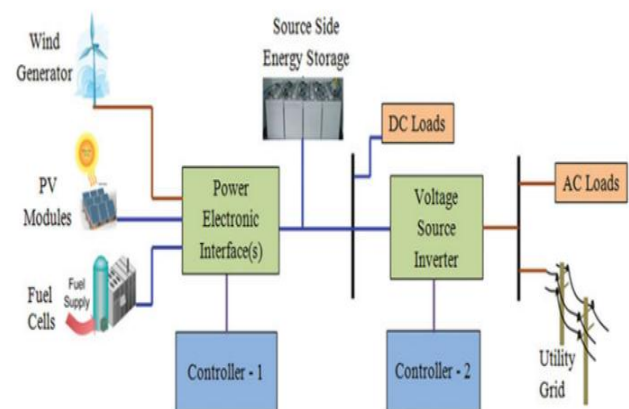 Wind
Generator
Source Side
Energy Storage
DC Loads
PV
Modules
Power
Electronic
Interface(s)
Voltage
Source
Inverter
AC Loads
Fuel
Supply
Fuel
Cells
Controller - 1
Controller - 2
Utility
Grid